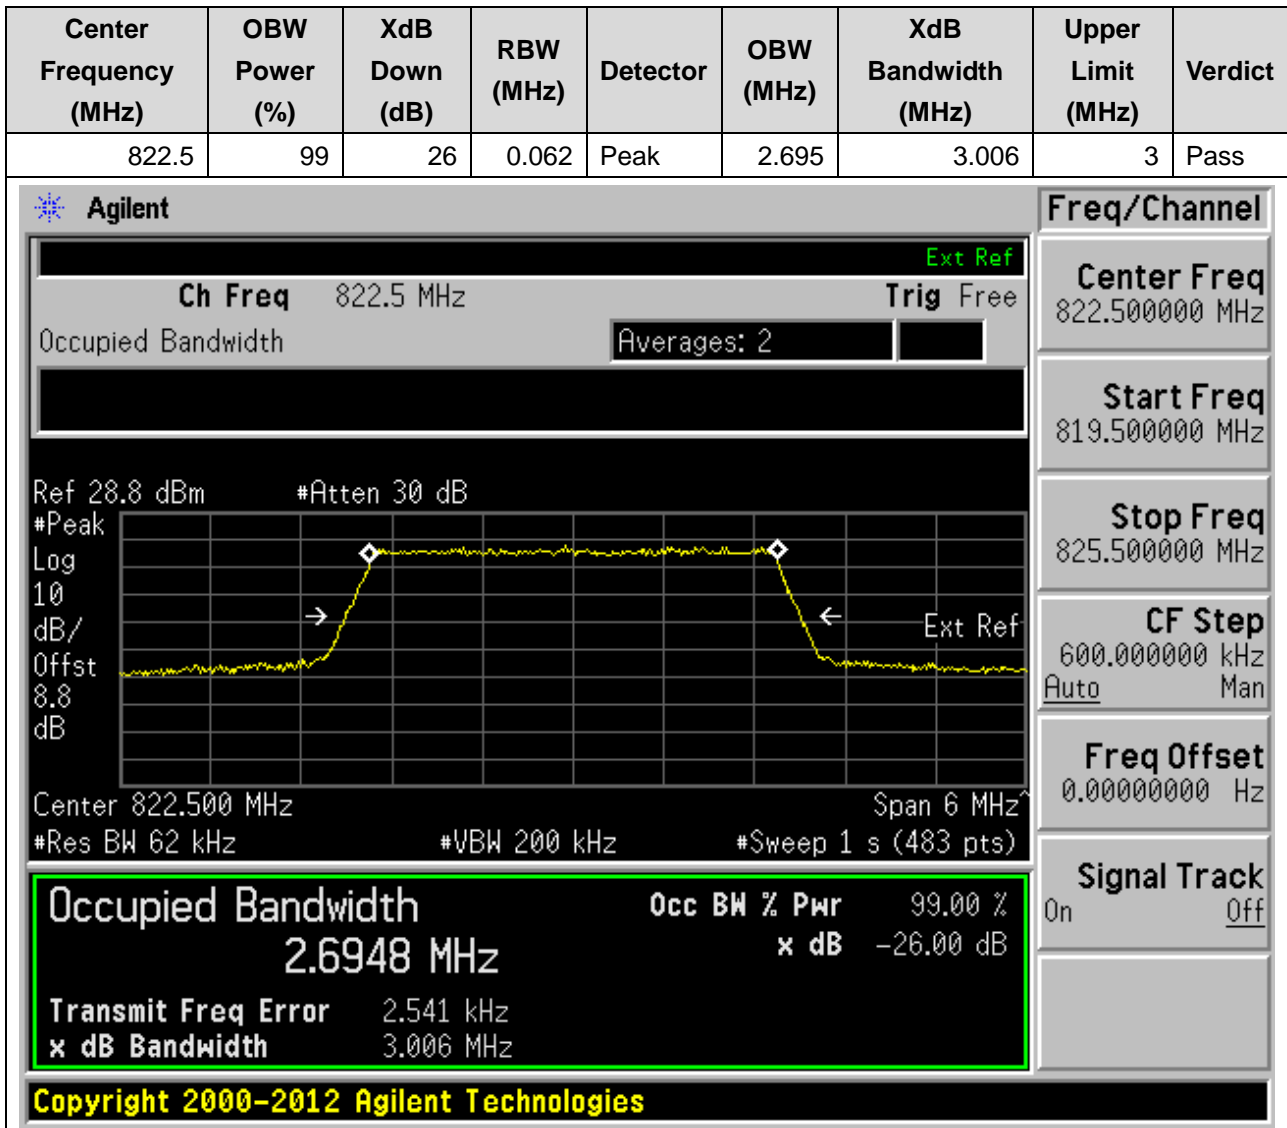 Center Frequency (MHz) OBW Power (%) XdB Down (dB) RBW (MHz) Detector OBW (MHz) XdB Bandwidth (MHz) Upper Limit (MHz) Verdict
822.5 99 26 0.062 Peak 2.695 3.006 3 Pass
Agilent
Ext Ref
Ch Freq 822.5 MHz Trig Free
Occupied Bandwidth Averages: 2
Ref 28.8 dBm #Atten 30 dB
#Peak
Log
10
dB/
Offst
8.8
dB
→ ← Ext Ref
Center 822.500 MHz Span 6 MHz^
#Res BW 62 kHz #VBW 200 kHz #Sweep 1 s (483 pts)
Occupied Bandwidth Occ BW % Pwr 99.00 %
2.6948 MHz x dB -26.00 dB
Transmit Freq Error 2.541 kHz
x dB Bandwidth 3.006 MHz
Freq/Channel
Center Freq
822.500000 MHz
Start Freq
819.500000 MHz
Stop Freq
825.500000 MHz
CF Step
600.000000 kHz
Auto Man
Freq Offset
0.00000000 Hz
Signal Track
On Off
Copyright 2000-2012 Agilent Technologies